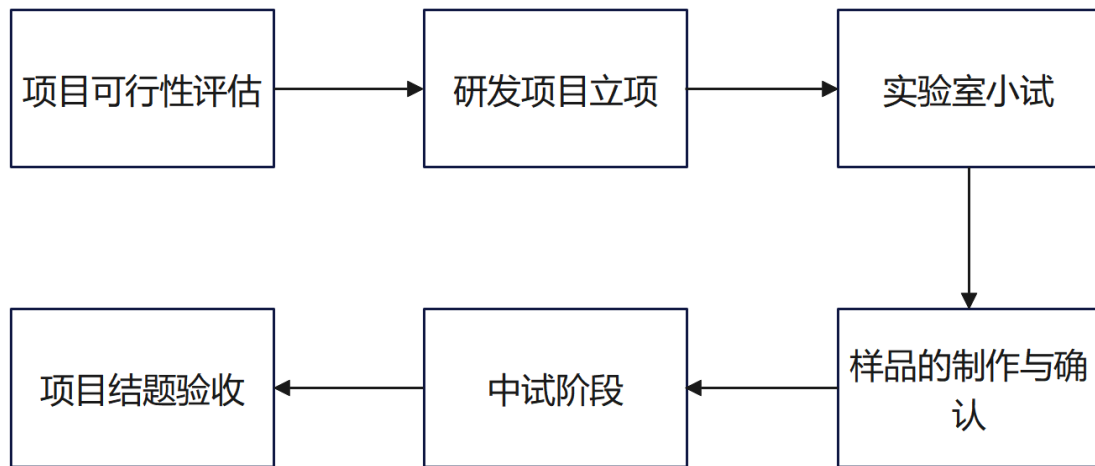 项目可行性评估
研发项目立项
实验室小试
样品的制作与确
认
中试阶段
项目结题验收